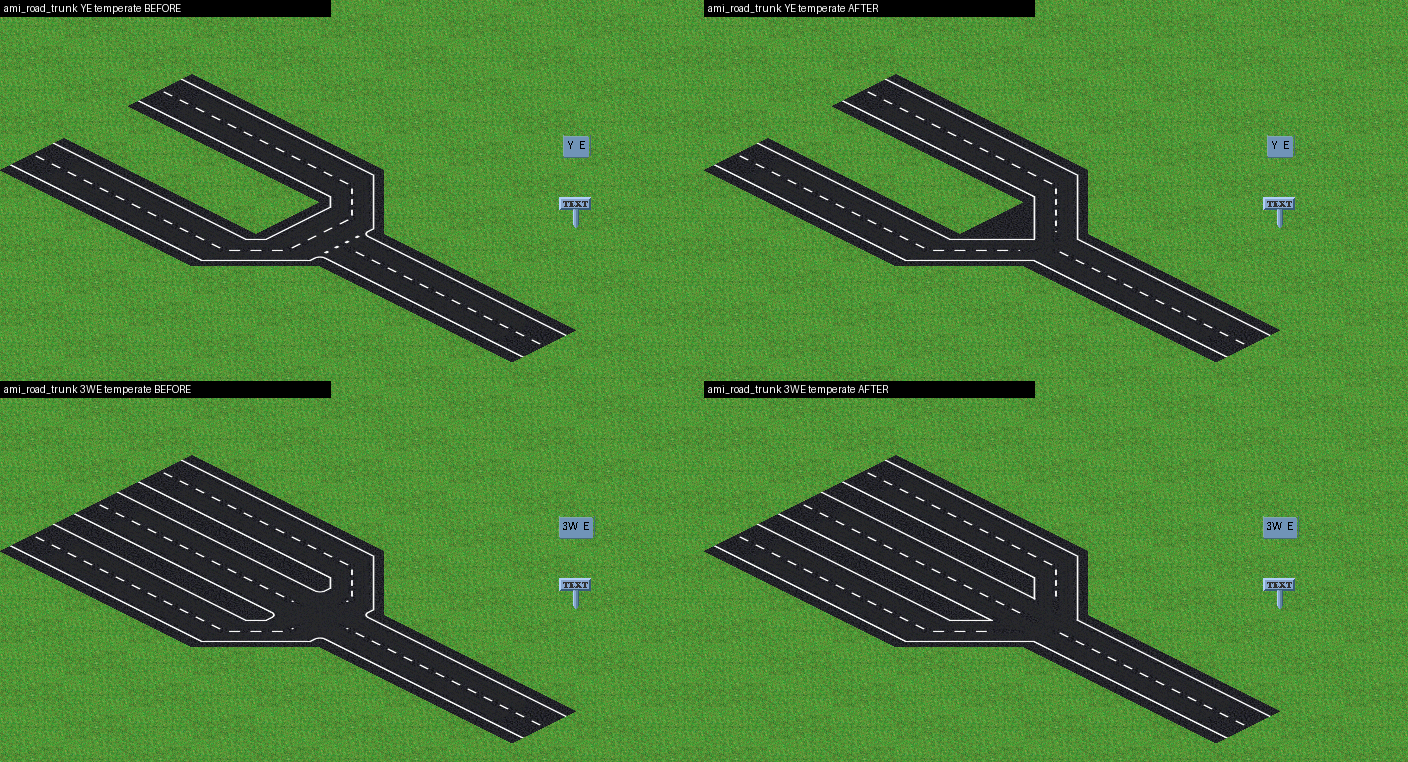 ami_road_trunk YE temperate BEFORE
ami_road_trunk YE temperate AFTER
Y E
Y E
TEXT
TEXT
ami_road_trunk 3WE temperate BEFORE
ami_road_trunk 3WE temperate AFTER
3W E
3W E
TEXT
TEXT